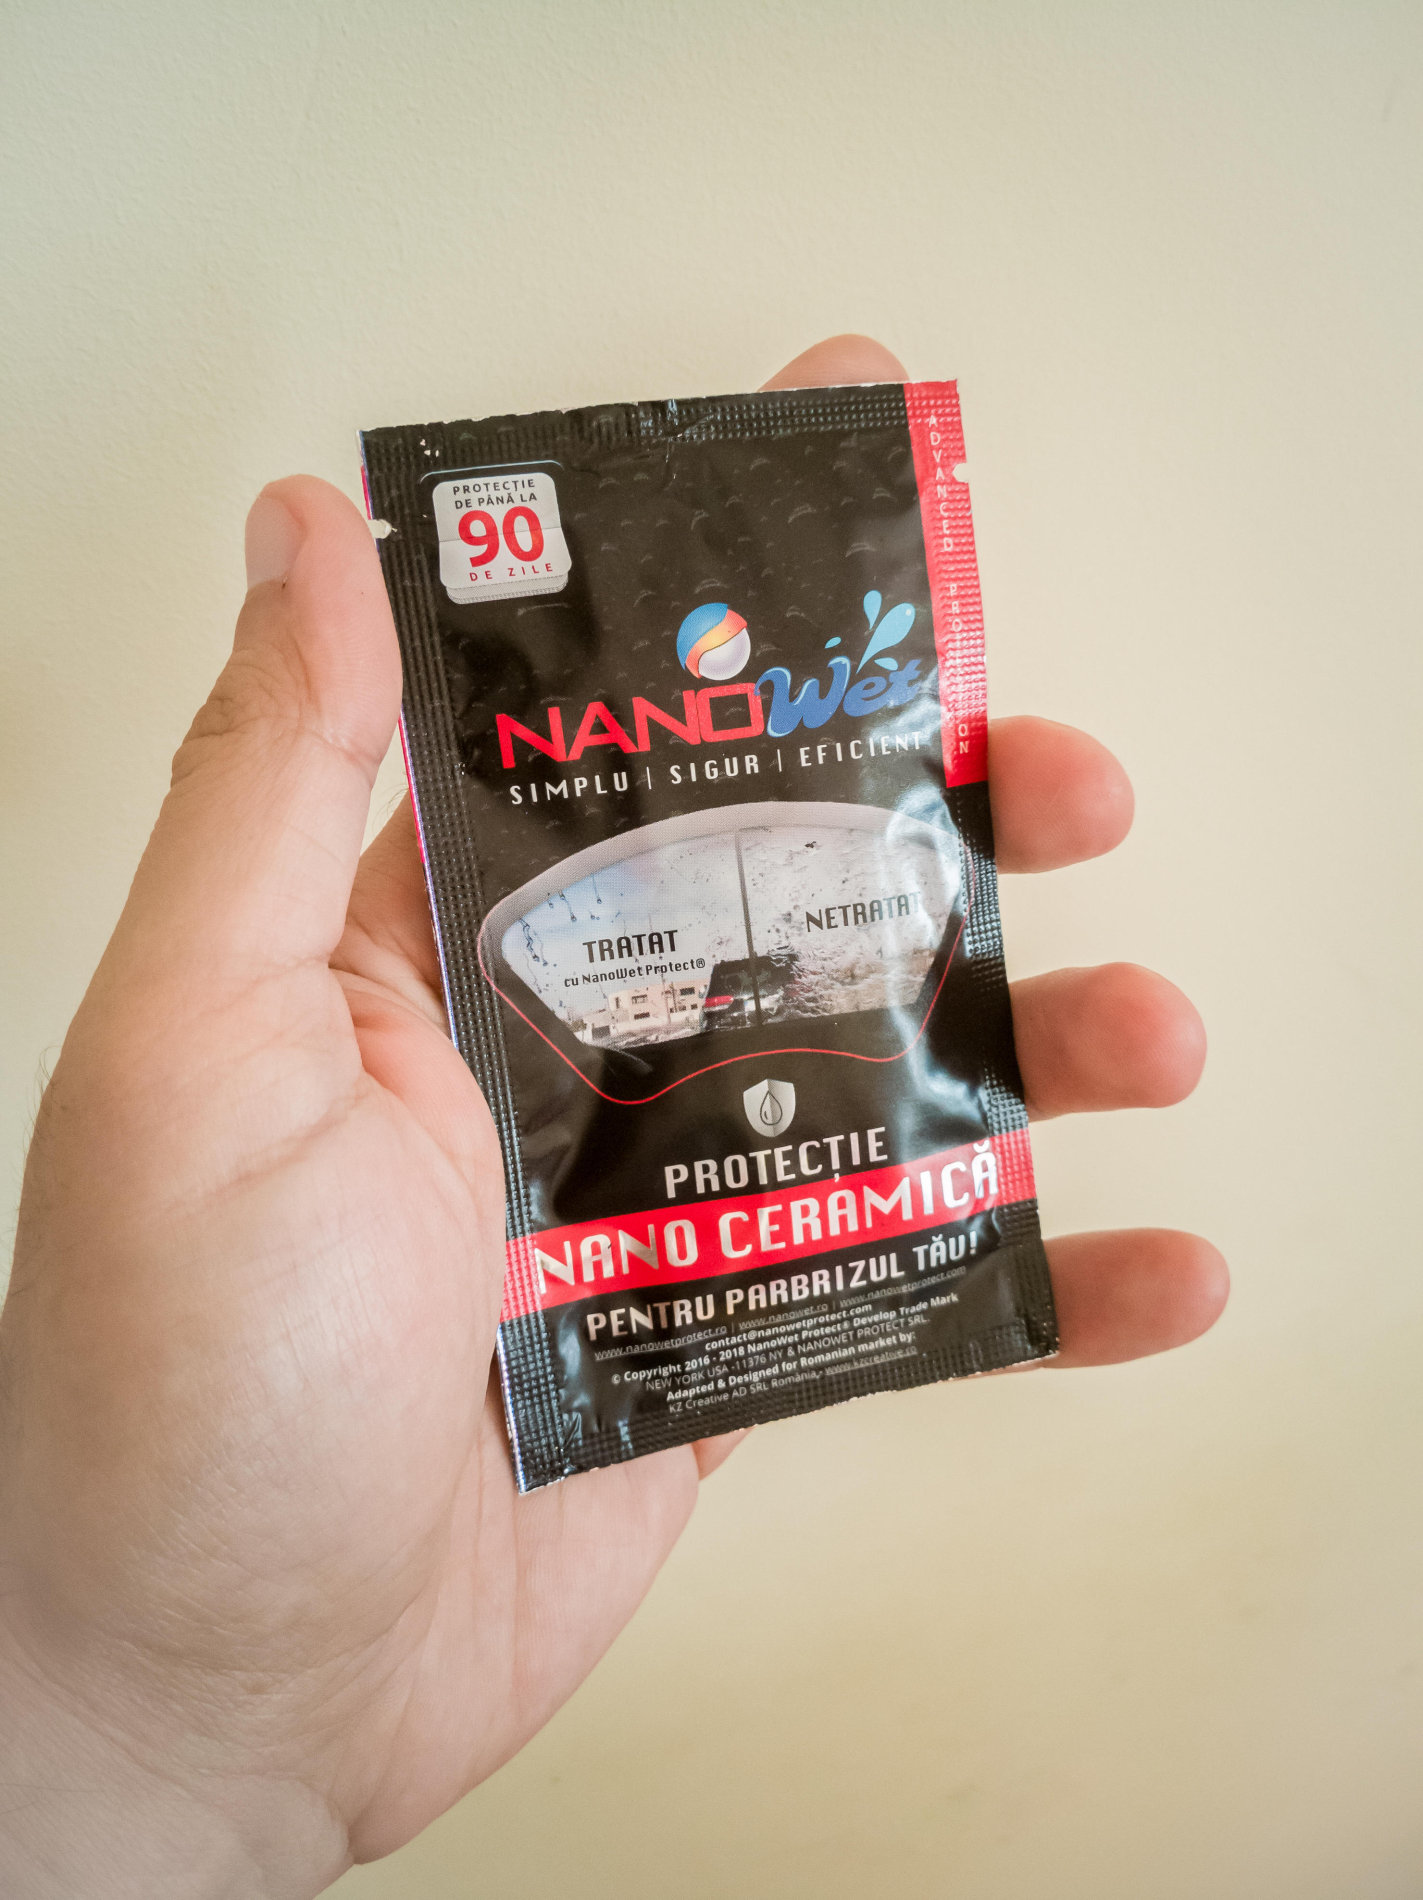 PROTECȚIE
DE PÂNĂ LA
90
DE ZILE
ADVANCED PROTECTION
NANOWet
SIMPLU | SIGUR | EFICIENT
TRATAT
cu NanoWet Protect®
NETRATAT
PROTECȚIE
NANO CERAMICĂ
PENTRU PARBRIZUL TĂU!
www.nanowetprotect.ro | www.nanowet.ro | www.nanowetprotect.com
contact@nanowetprotect.com
© Copyright 2016 - 2018 NanoWet Protect® Develop Trade Mark
NEW YORK USA -11376 NY & NANOWET PROTECT SRL.
Adapted & Designed for Romanian market by:
KZ Creative AD SRL România, www.kzcreative.ro